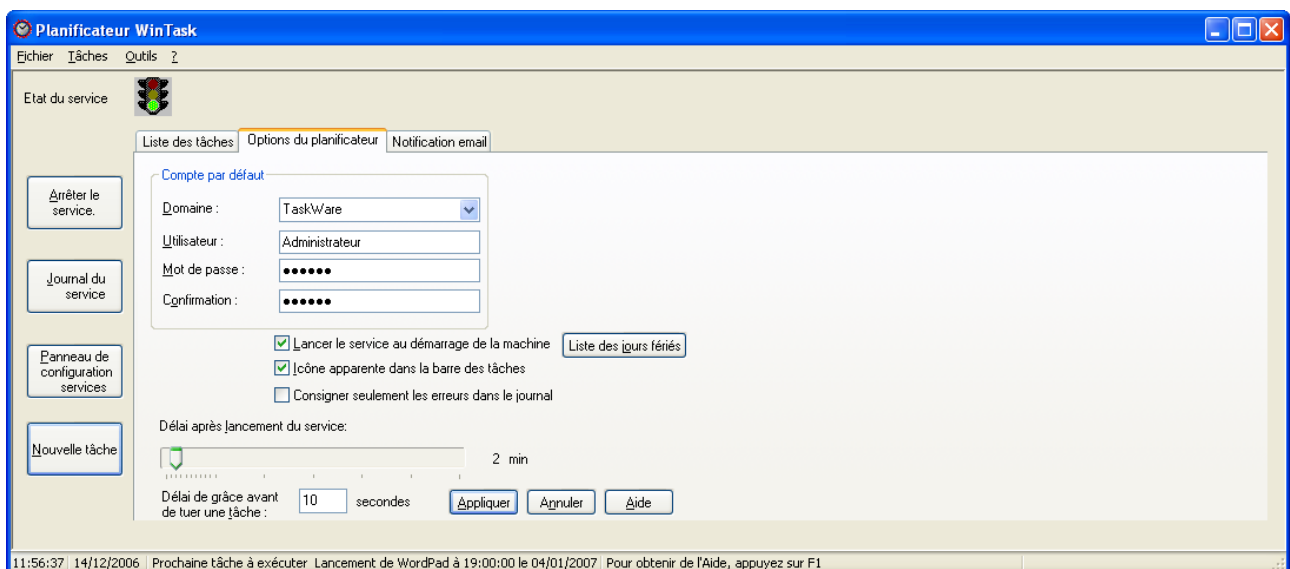 Planificateur WinTask
Fichier Tâches Outils ?
Etat du service
Liste des tâches Options du planificateur Notification email
Arrêter le
service.
Journal du
service
Panneau de
configuration
services
Nouvelle tâche
Compte par défaut
Domaine : TaskWare
Utilisateur : Administrateur
Mot de passe : ●●●●●●
Confirmation : ●●●●●●
Lancer le service au démarrage de la machine Liste des jours fériés
Icône apparente dans la barre des tâches
Consigner seulement les erreurs dans le journal
Délai après lancement du service:
2 min
Délai de grâce avant
de tuer une tâche : 10 secondes Appliquer Annuler Aide
11:56:37 14/12/2006 Prochaine tâche à exécuter Lancement de WordPad à 19:00:00 le 04/01/2007 Pour obtenir de l'Aide, appuyez sur F1